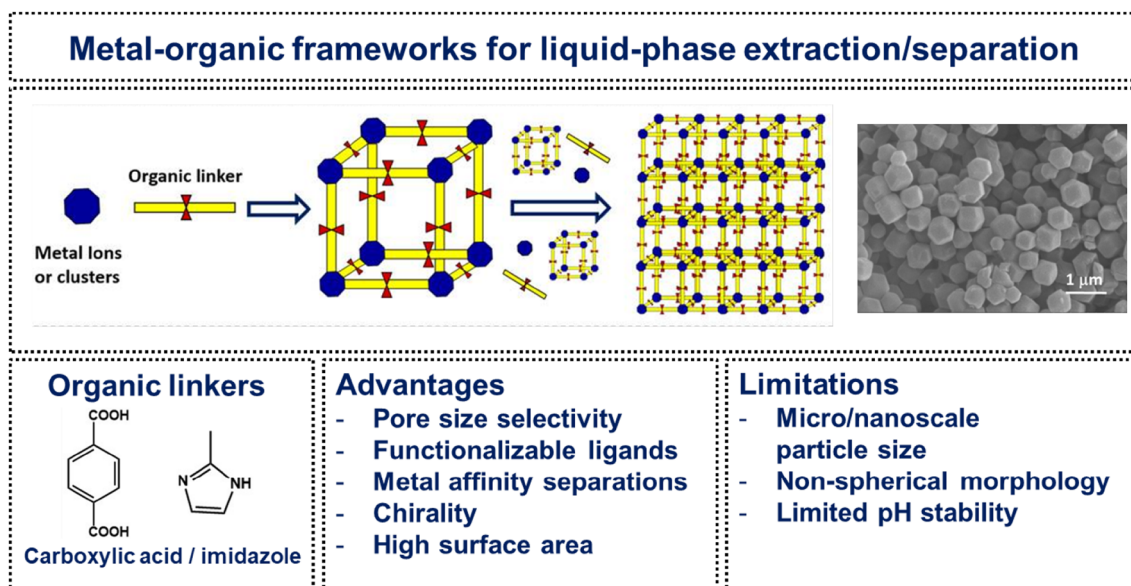 Metal-organic frameworks for liquid-phase extraction/separation
Organic linker
Metal Ions
or clusters
1 μm
Organic linkers
COOH
COOH
N
NH
Carboxylic acid / imidazole
Advantages
- Pore size selectivity
- Functionalizable ligands
- Metal affinity separations
- Chirality
- High surface area
Limitations
- Micro/nanoscale
particle size
- Non-spherical morphology
- Limited pH stability